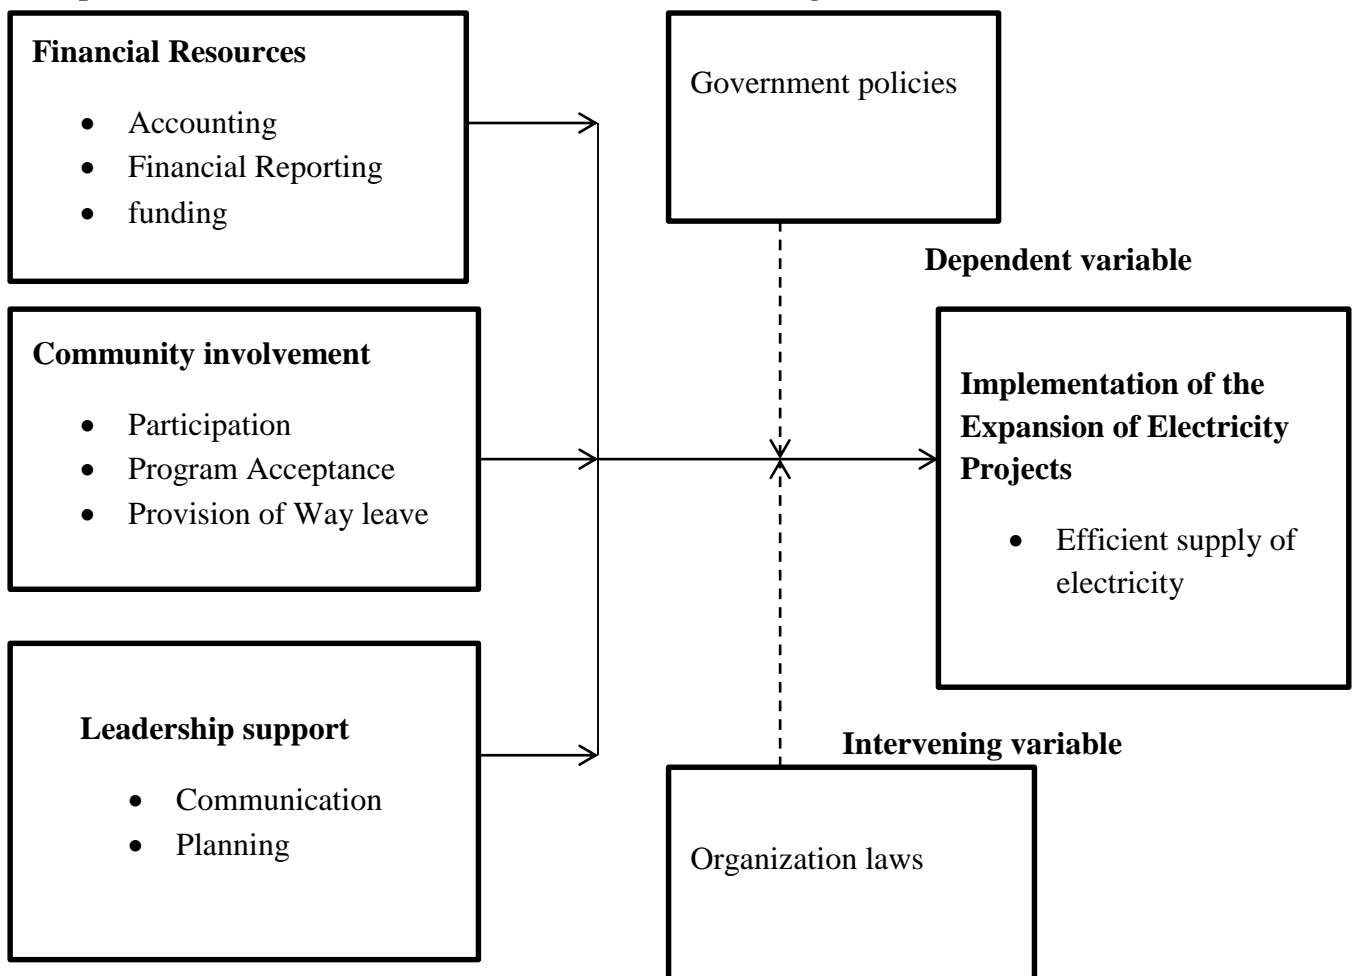 Financial Resources
• Accounting
• Financial Reporting
• funding
Government policies
Dependent variable
Community involvement
• Participation
• Program Acceptance
• Provision of Way leave
Implementation of the
Expansion of Electricity
Projects
• Efficient supply of
electricity
Leadership support
• Communication
• Planning
Intervening variable
Organization laws